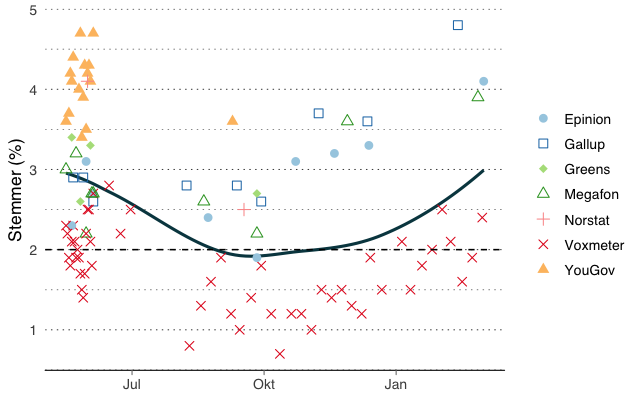 Stemmer (%)
5
4
3
2
1
Jul
Okt
Jan
Epinion
Gallup
Greens
Megafon
Norstat
Voxmeter
YouGov